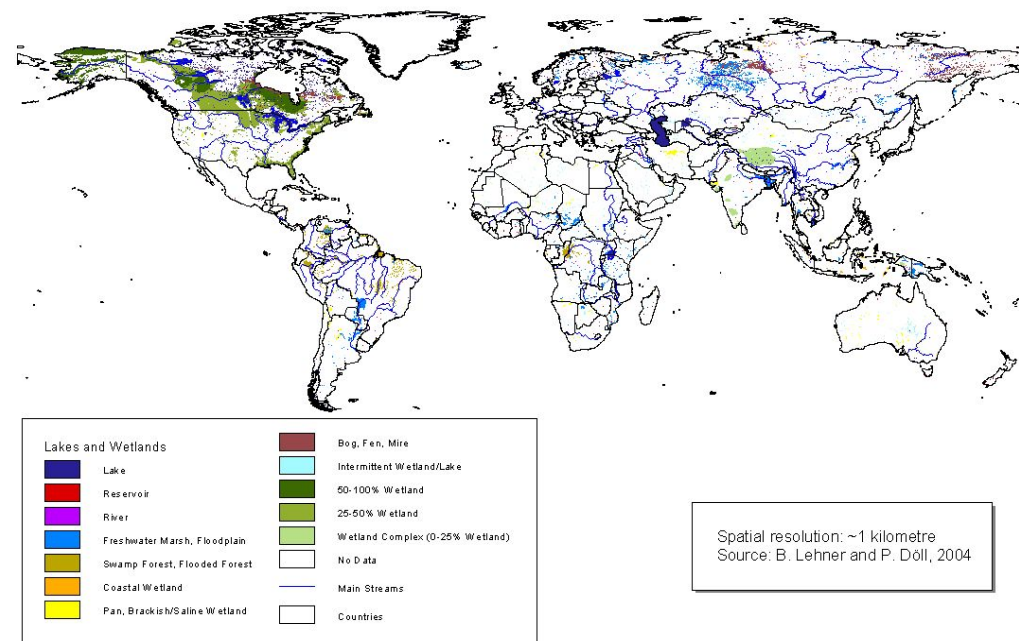 Lakes and Wetlands
Lake
Reservoir
River
Freshwater Marsh, Floodplain
Swamp Forest, Flooded Forest
Coastal Wetland
Pan, Brackish/Saline Wetland
Bog, Fen, Mire
Intermittent Wetland/Lake
50-100% Wetland
25-50% Wetland
Wetland Complex (0-25% Wetland)
No Data
Main Streams
Countries
Spatial resolution: ~1 kilometre
Source: B. Lehner and P. Döll, 2004